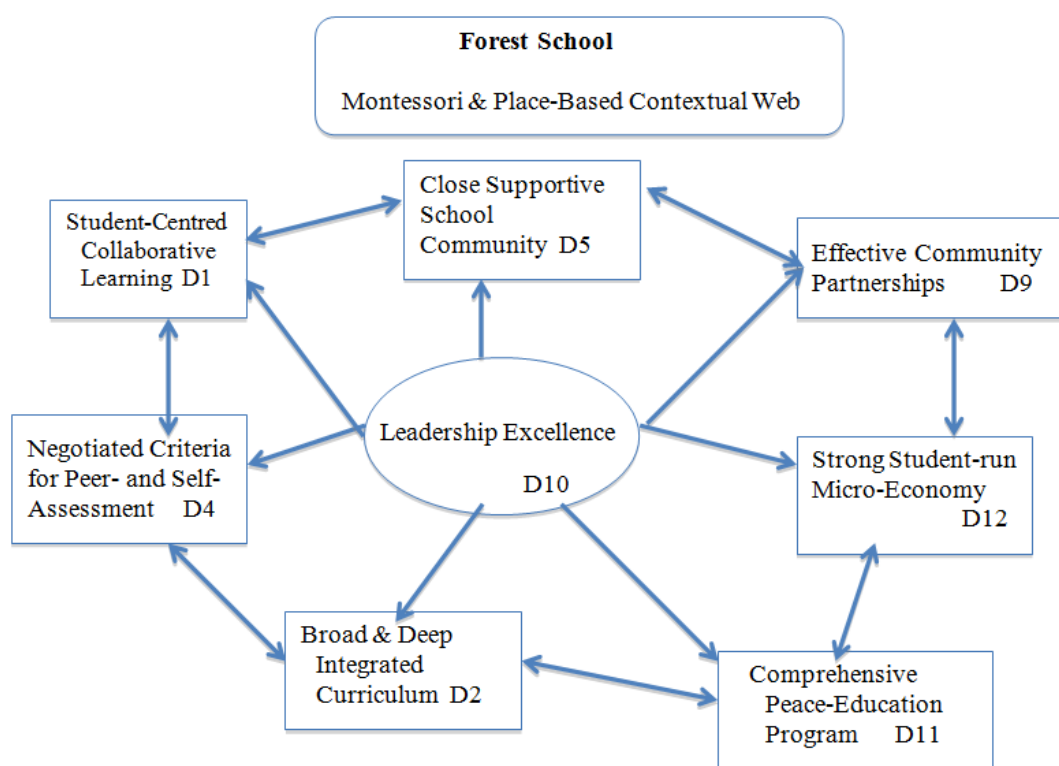 Forest School
Montessori & Place-Based Contextual Web
Close Supportive
School
Community D5
Student-Centred
Collaborative
Learning D1
Effective Community
Partnerships D9
Leadership Excellence
D10
Negotiated Criteria
for Peer- and Self-
Assessment D4
Strong Student-run
Micro-Economy
D12
Broad & Deep
Integrated
Curriculum D2
Comprehensive
Peace-Education
Program D11